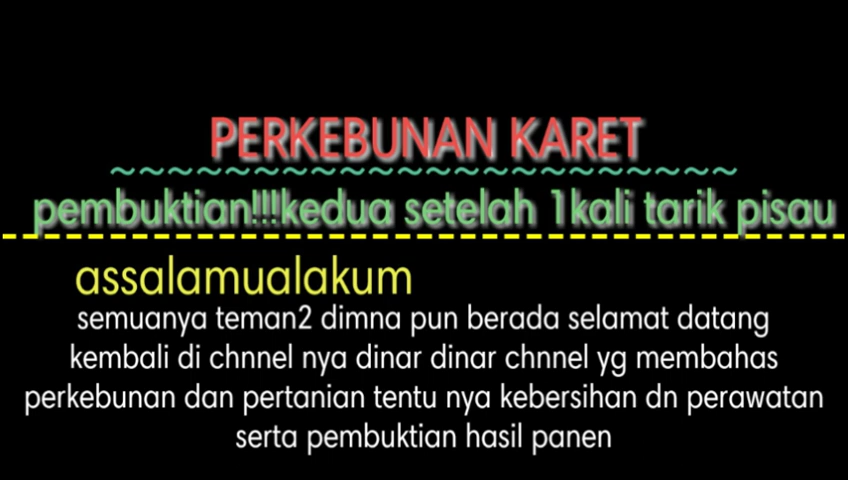 PERKEBUNAN KARET
~~~~~~~~~~~~~~~~~~~~~~
pembuktian!!!kedua setelah 1kali tarik pisau
assalamualakum
semuanya teman2 dimna pun berada selamat datang
kembali di chnnel nya dinar dinar chnnel yg membahas
perkebunan dan pertanian tentu nya kebersihan dn perawatan
serta pembuktian hasil panen